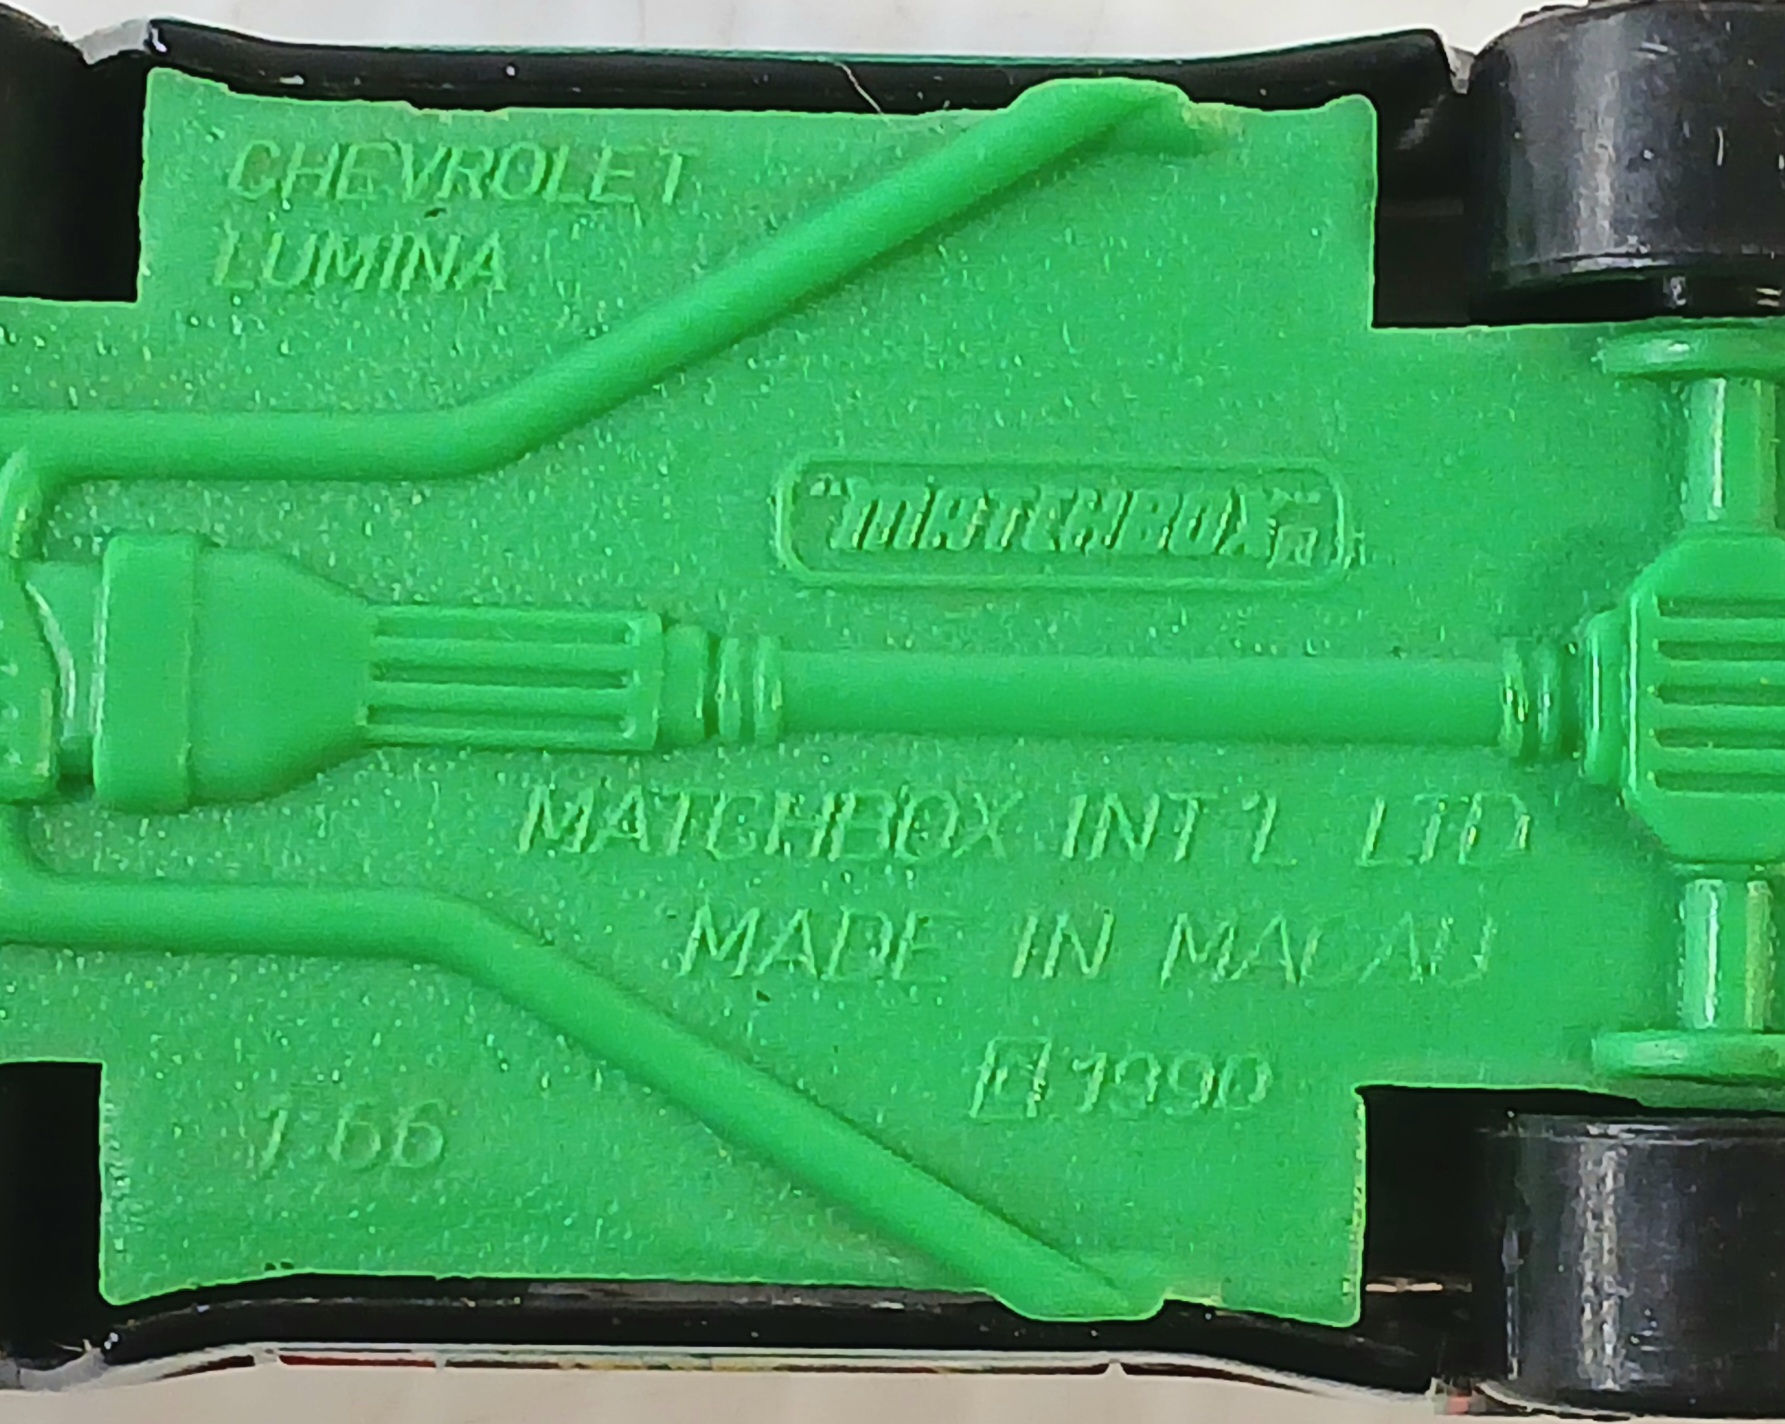 CHEVROLET
LUMINA
"MATCHBOX"
MATCHBOX INT'L LTD
MADE IN MACAU
© 1990
1:66